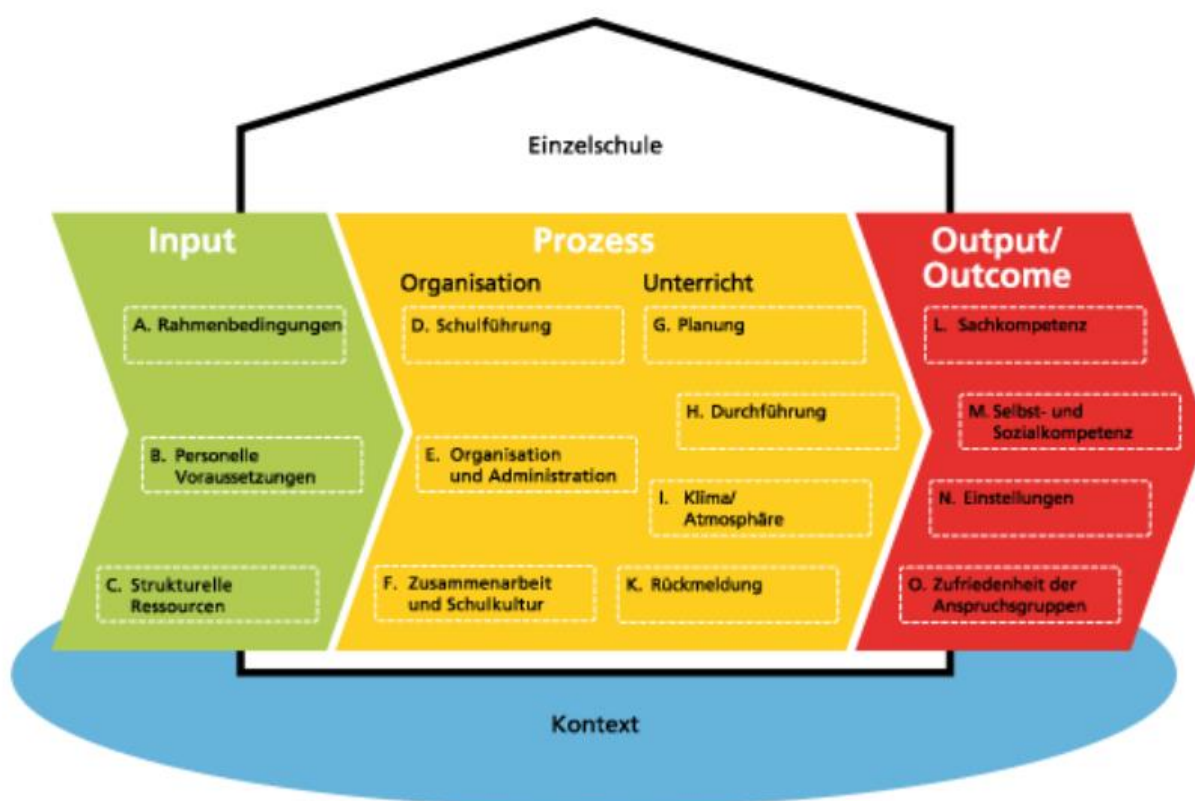 Einzelschule
Input
A. Rahmenbedingungen
B. Personelle
Voraussetzungen
C. Strukturelle
Ressourcen
Prozess
Organisation
D. Schulführung
E. Organisation
und Administration
F. Zusammenarbeit
und Schulkultur
Unterricht
G. Planung
H. Durchführung
I. Klima/
Atmosphäre
K. Rückmeldung
Output/
Outcome
L. Sachkompetenz
M. Selbst- und
Sozialkompetenz
N. Einstellungen
O. Zufriedenheit der
Anspruchsgruppen
Kontext